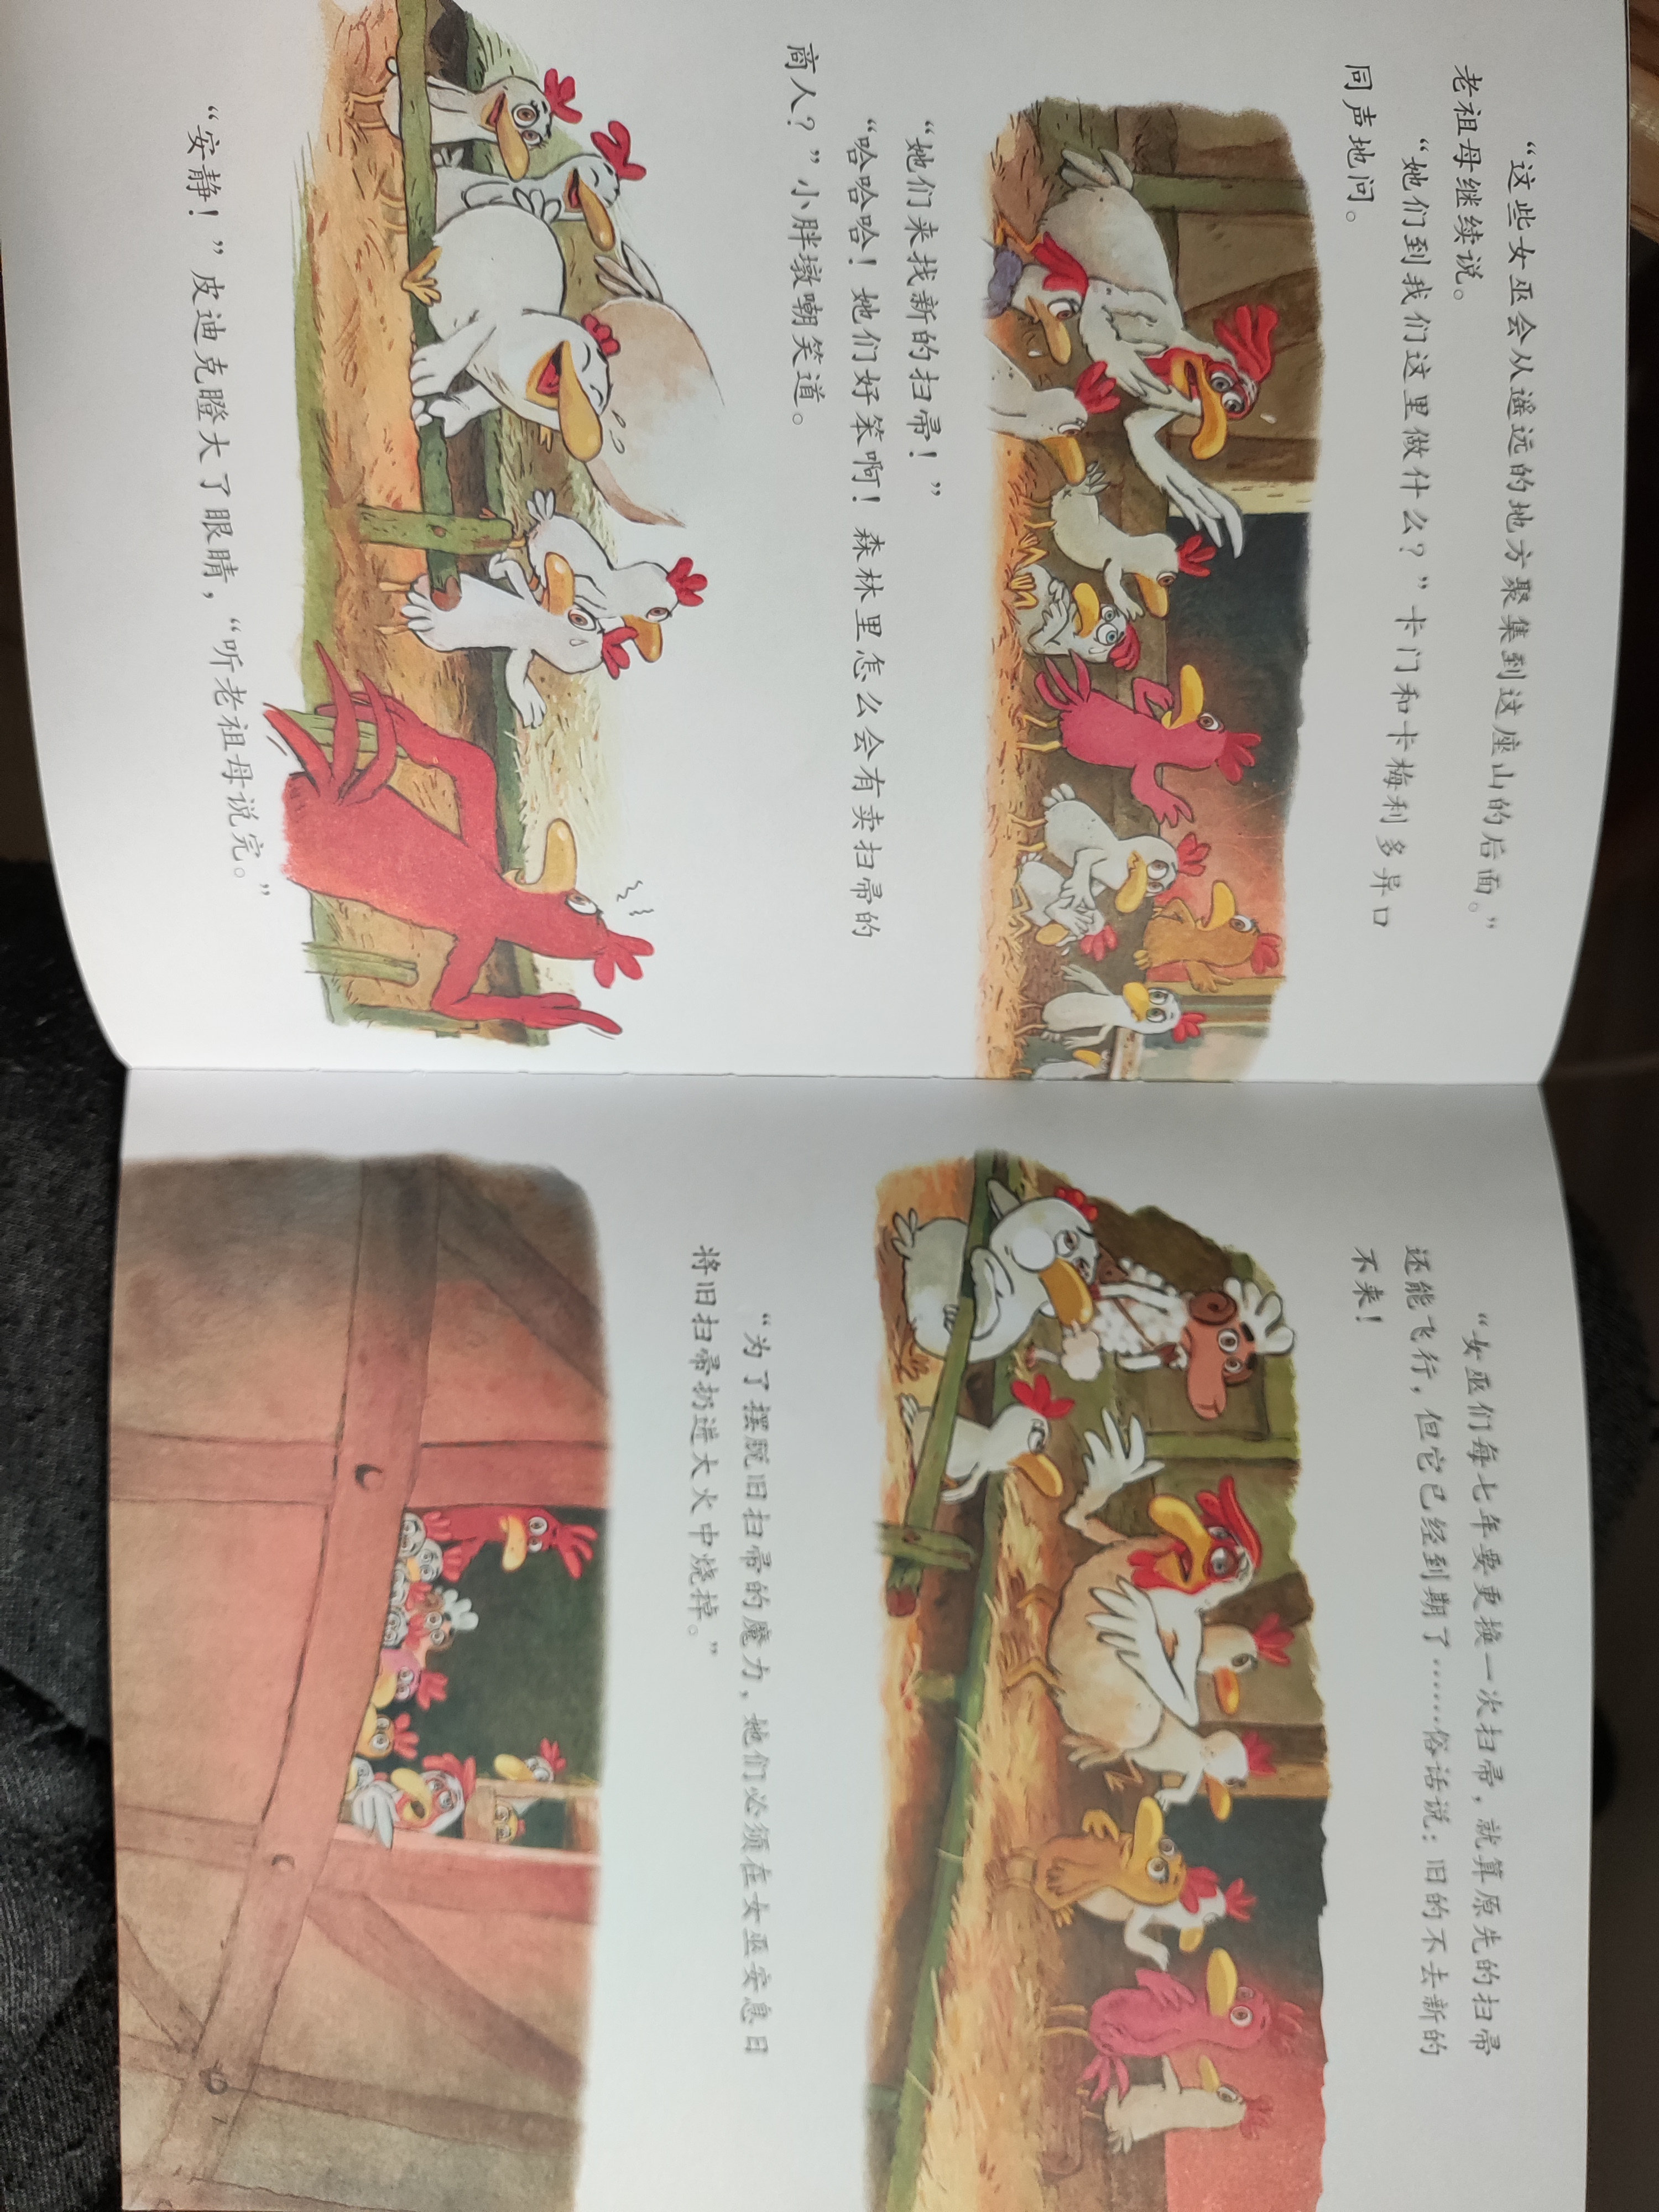 “这些女巫会从遥远的地方聚集到这座山的后面。”
老祖母继续说。
“她们到我们这里做什么？”卡门和卡梅利多异口
同声地问。
“她们来找新的扫帚！”
“哈哈哈！她们好笨啊！森林里怎么会有卖扫帚的
商人？”小胖墩嘲笑道。
“安静！”皮迪克瞪大了眼睛，“听老祖母说完。”
“女巫们每七年要更换一次扫帚，就算原先的扫帚
还能飞行，但它已经到期了……俗话说：旧的不去新的
不来！
“为了摆脱旧扫帚的魔力，她们必须在女巫安息日
将旧扫帚扔进大火中烧掉。”